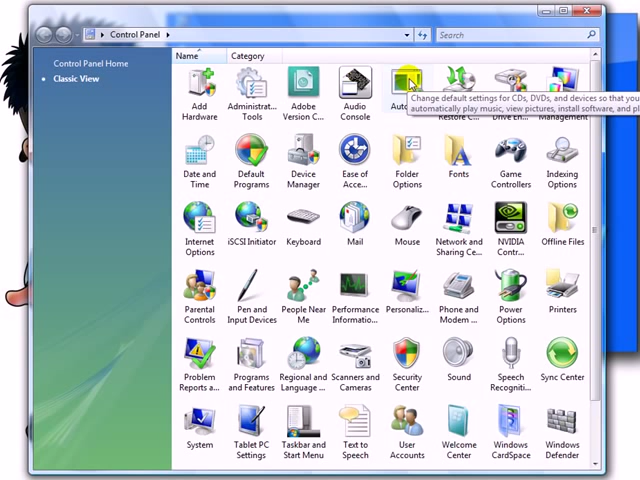 Control Panel
Search
Control Panel Home
Classic View
Name
Category
Add Hardware
Administrat... Tools
Adobe Version C...
Audio Console
Auto
Change default settings for CDs, DVDs, and devices so that you
automatically play music, view pictures, install software, and pl
Restore C...
Drive En...
Management
Date and Time
Default Programs
Device Manager
Ease of Acce...
Folder Options
Fonts
Game Controllers
Indexing Options
Internet Options
iSCSI Initiator
Keyboard
Mail
Mouse
Network and Sharing Ce...
NVIDIA Contr...
Offline Files
Parental Controls
Pen and Input Devices
People Near Me
Performance Informatio...
Personaliz...
Phone and Modem ...
Power Options
Printers
Problem Reports a...
Programs and Features
Regional and Language ...
Scanners and Cameras
Security Center
Sound
Speech Recogniti...
Sync Center
System
Tablet PC Settings
Taskbar and Start Menu
Text to Speech
User Accounts
Welcome Center
Windows CardSpace
Windows Defender